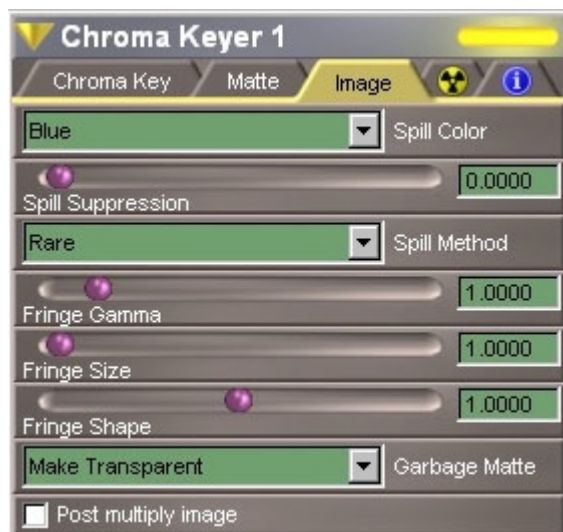 Chroma Keyer 1
Chroma Key Matte Image
Blue Spill Color
0.0000
Spill Suppression
Rare Spill Method
1.0000
Fringe Gamma
1.0000
Fringe Size
1.0000
Fringe Shape
Make Transparent Garbage Matte
Post multiply image